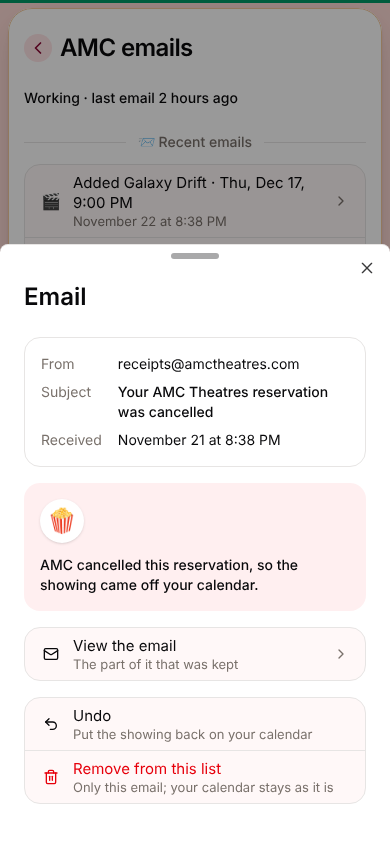 AMC emails
Working · last email 2 hours ago
📨 Recent emails
Added Galaxy Drift · Thu, Dec 17,
9:00 PM
November 22 at 8:38 PM
Email
From receipts@amctheatres.com
Subject Your AMC Theatres reservation
was cancelled
Received November 21 at 8:38 PM
AMC cancelled this reservation, so the
showing came off your calendar.
View the email
The part of it that was kept
Undo
Put the showing back on your calendar
Remove from this list
Only this email; your calendar stays as it is